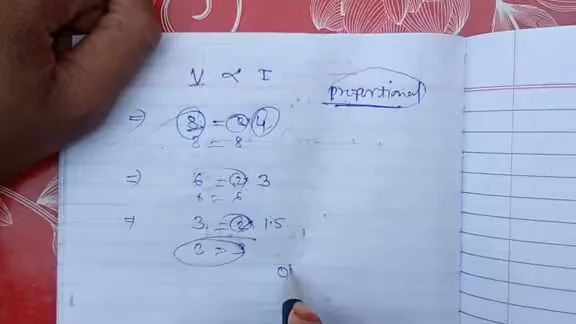 V ∝ I
proportional
⇒ 8 = 2 × 4
8 = 8
⇒ 6 = 2 × 3
6 = 6
⇒ 3 = 2 × 1.5
3 = 3